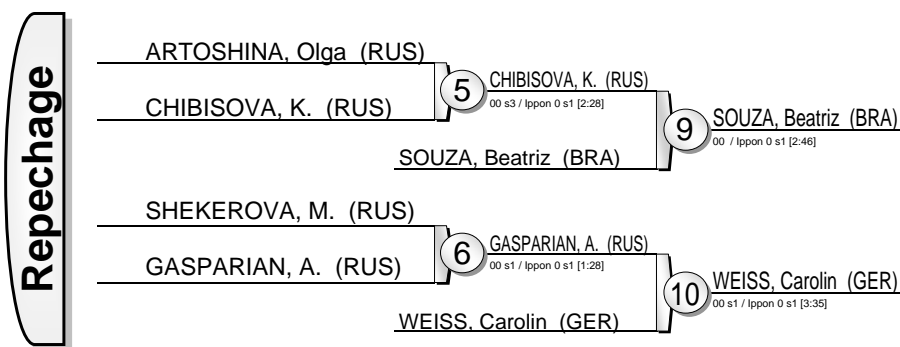 Repechage
ARTOSHINA, Olga (RUS)
CHIBISOVA, K. (RUS)
5
CHIBISOVA, K. (RUS)
00 s3 / Ippon 0 s1 [2:28]
SOUZA, Beatriz (BRA)
9
SOUZA, Beatriz (BRA)
00 / Ippon 0 s1 [2:46]
SHEKEROVA, M. (RUS)
GASPARIAN, A. (RUS)
6
GASPARIAN, A. (RUS)
00 s1 / Ippon 0 s1 [1:28]
WEISS, Carolin (GER)
10
WEISS, Carolin (GER)
00 s1 / Ippon 0 s1 [3:35]